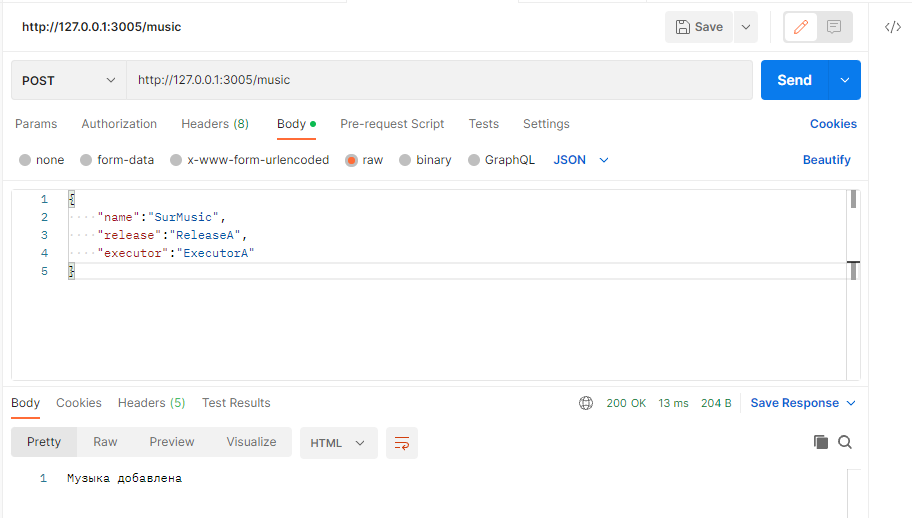 http://127.0.0.1:3005/music
Save
</>
POST
http://127.0.0.1:3005/music
Send
Params Authorization Headers (8) Body Pre-request Script Tests Settings Cookies
none form-data x-www-form-urlencoded raw binary GraphQL JSON Beautify
1 {
2 "name":"SurMusic",
3 "release":"ReleaseA",
4 "executor":"ExecutorA"
5 }
Body Cookies Headers (5) Test Results 200 OK 13 ms 204 B Save Response
Pretty Raw Preview Visualize HTML
1 Музыка добавлена